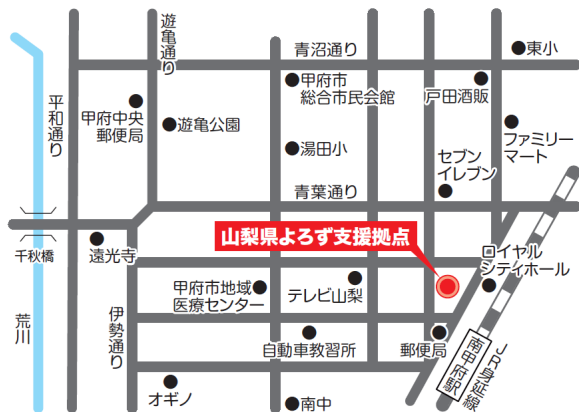 遊亀通り
青沼通り
東小
甲府市
総合市民会館
戸田酒販
平和通り
甲府中央
郵便局
遊亀公園
湯田小
ファミリー
マート
セブン
イレブン
青葉通り
千秋橋
遠光寺
山梨県よろず支援拠点
ロイヤル
シティホール
甲府市地域
医療センター
テレビ山梨
荒川
伊勢通り
自動車教習所
郵便局
南甲府駅
JR身延線
オギノ
南中